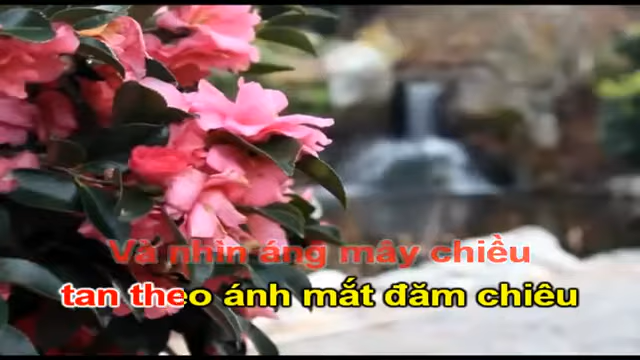 Và nhìn áng mây chiều
tan theo ánh mắt đăm chiêu